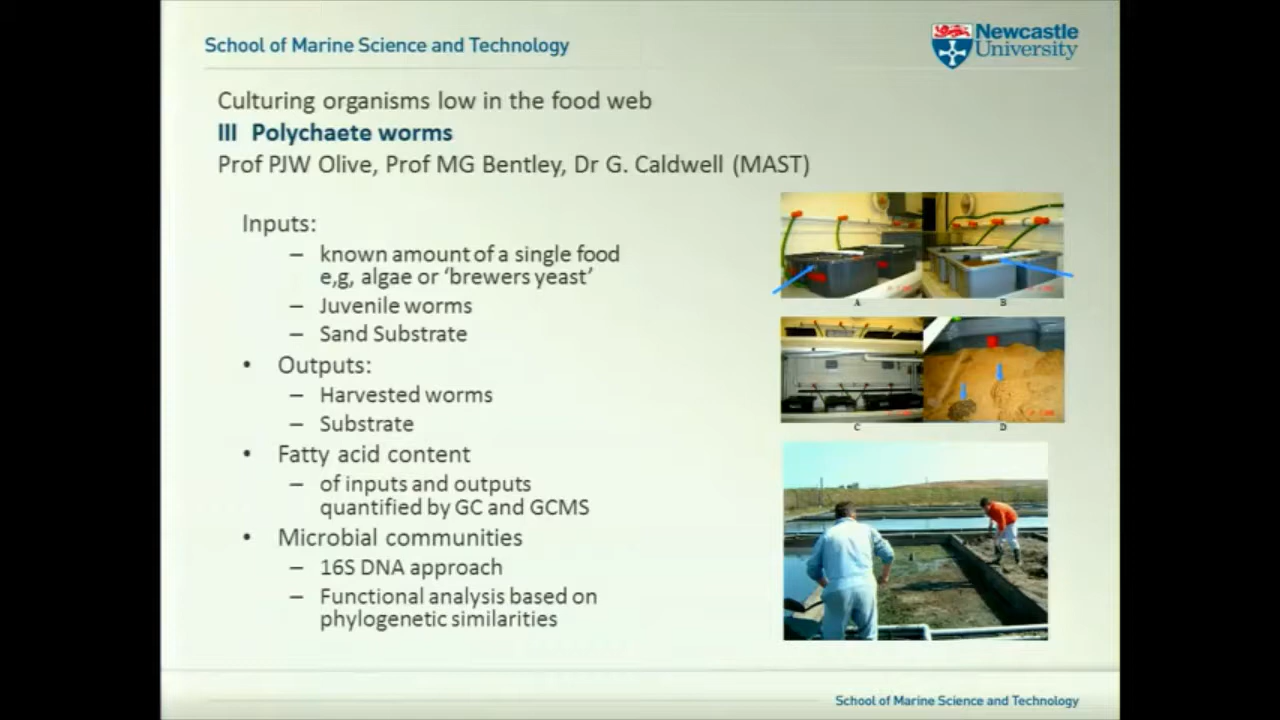 School of Marine Science and Technology
Newcastle
University
Culturing organisms low in the food web
III Polychaete worms
Prof PJW Olive, Prof MG Bentley, Dr G. Caldwell (MAST)
Inputs:
– known amount of a single food
e,g, algae or ‘brewers yeast’
– Juvenile worms
– Sand Substrate
• Outputs:
– Harvested worms
– Substrate
• Fatty acid content
– of inputs and outputs
quantified by GC and GCMS
• Microbial communities
– 16S DNA approach
– Functional analysis based on
phylogenetic similarities
A B
C D
School of Marine Science and Technology